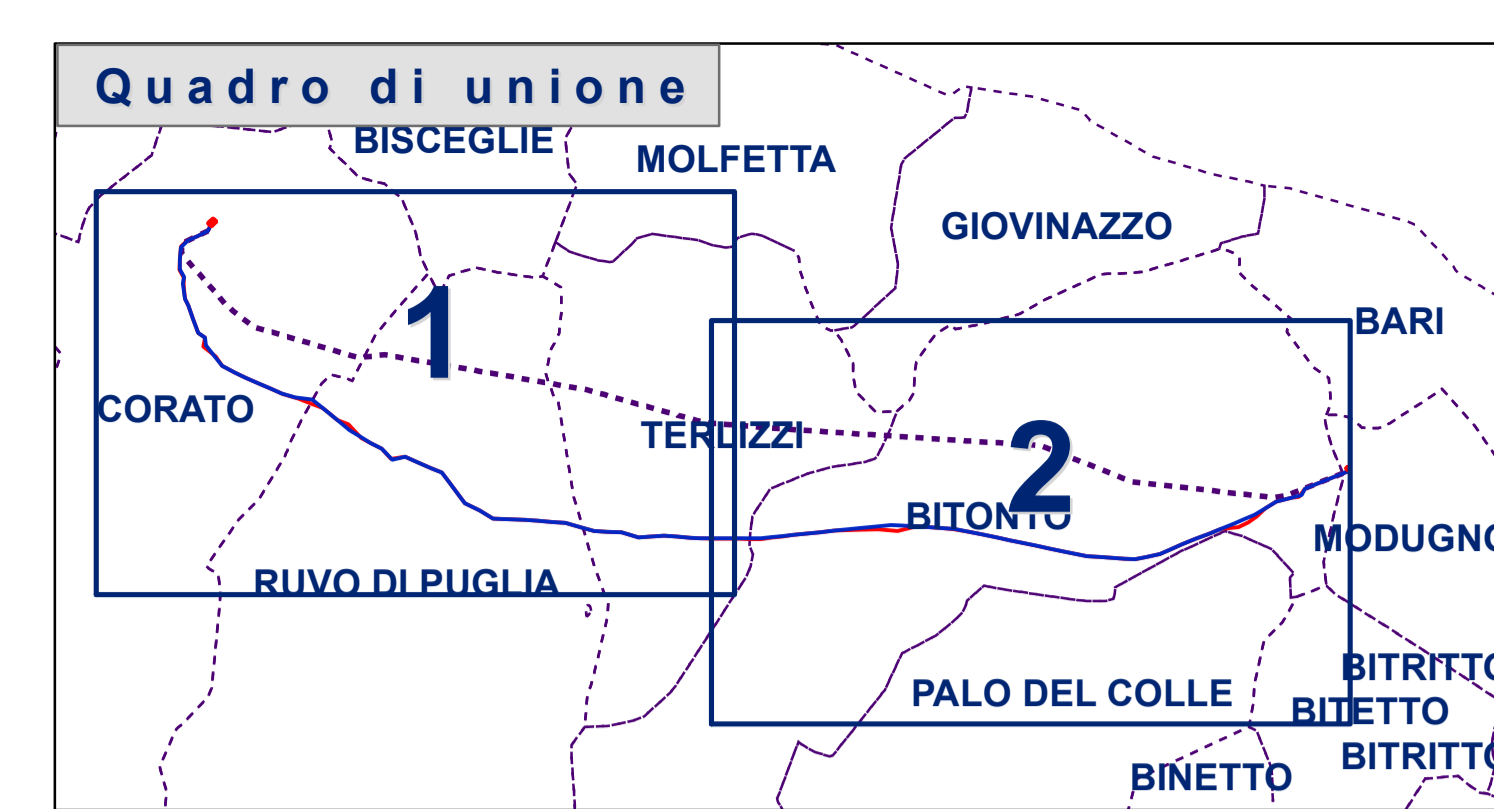 Quadro di unione
BISCEGLIE
MOLFETTA
GIOVINAZZO
BARI
1
CORATO
TERLIZZI
2
BITONTO
MODUGNO
RUVO DI PUGLIA
BITRITTO
PALO DEL COLLE
BITETTO
BITRITTO
BINETTO